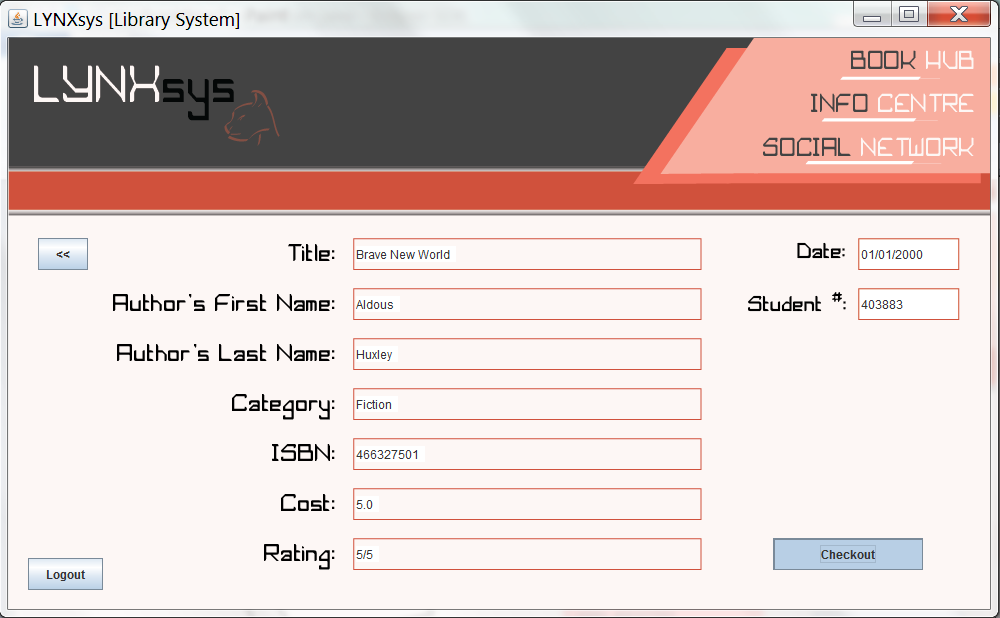 LYNXsys [Library System]
LYNXsys
BOOK HUB
INFO CENTRE
SOCIAL NETWORK
<<
Title: Brave New World
Date: 01/01/2000
Author's First Name: Aldous
Student #: 403883
Author's Last Name: Huxley
Category: Fiction
ISBN: 466327501
Cost: 5.0
Rating: 5/5
Checkout
Logout